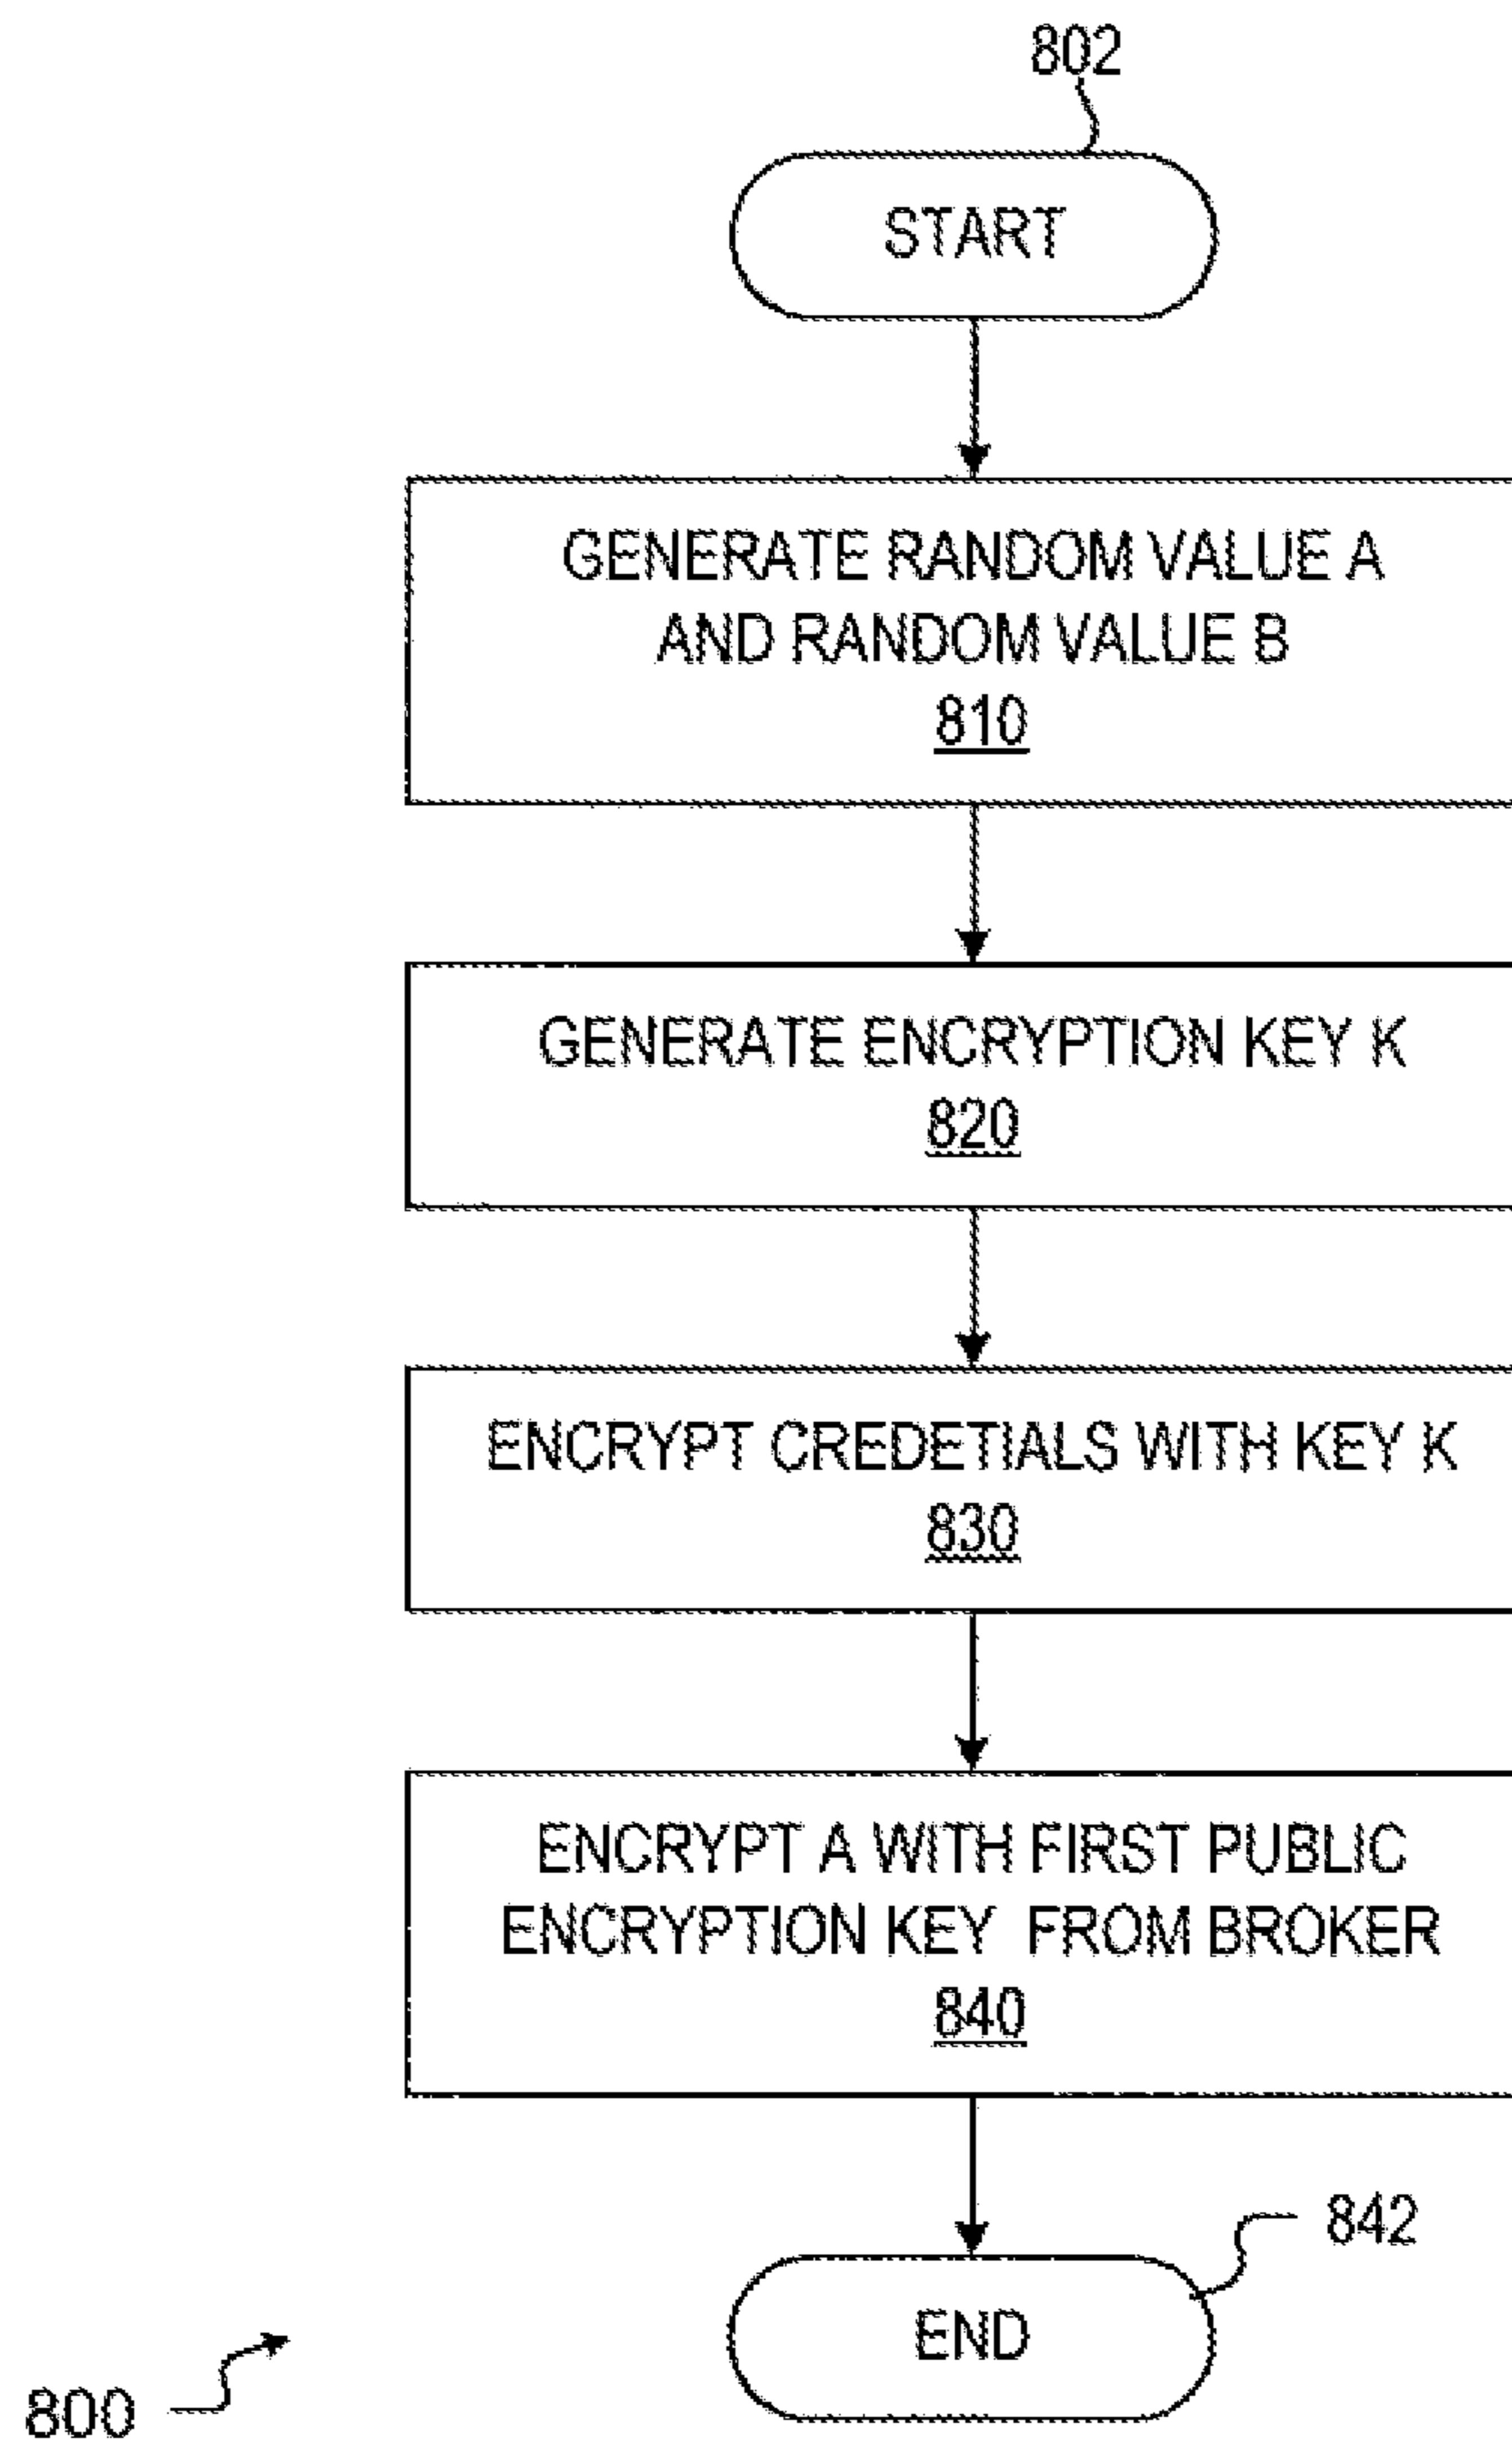 802
START
GENERATE RANDOM VALUE A
AND RANDOM VALUE B
810
GENERATE ENCRYPTION KEY K
820
ENCRYPT CREDETIALS WITH KEY K
830
ENCRYPT A WITH FIRST PUBLIC
ENCRYPTION KEY FROM BROKER
840
842
END
800